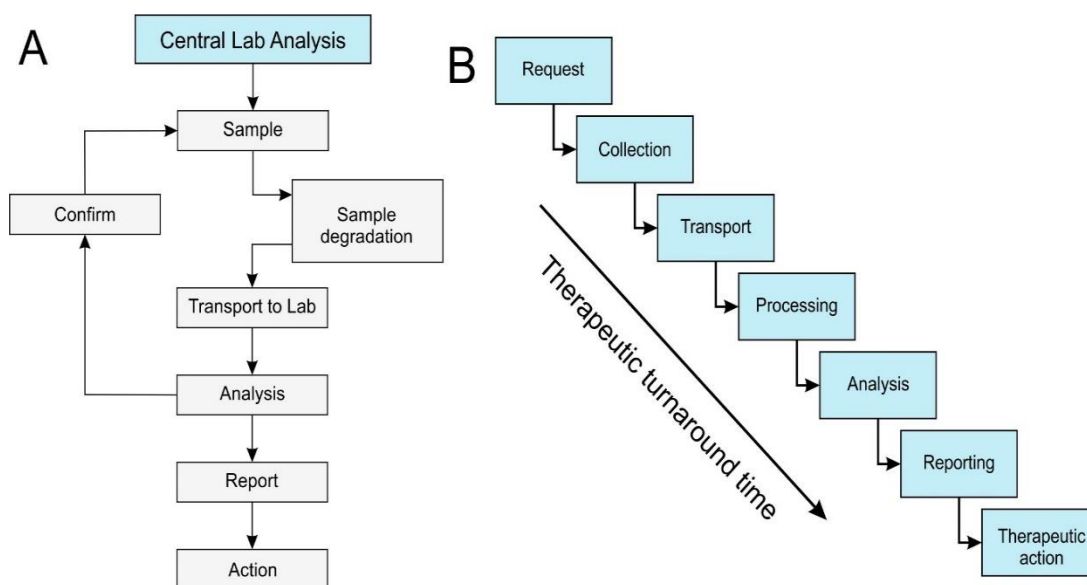 A
Central Lab Analysis
Sample
Confirm
Sample
degradation
Transport to Lab
Analysis
Report
Action
B
Request
Collection
Transport
Processing
Analysis
Reporting
Therapeutic
action
Therapeutic turnaround time